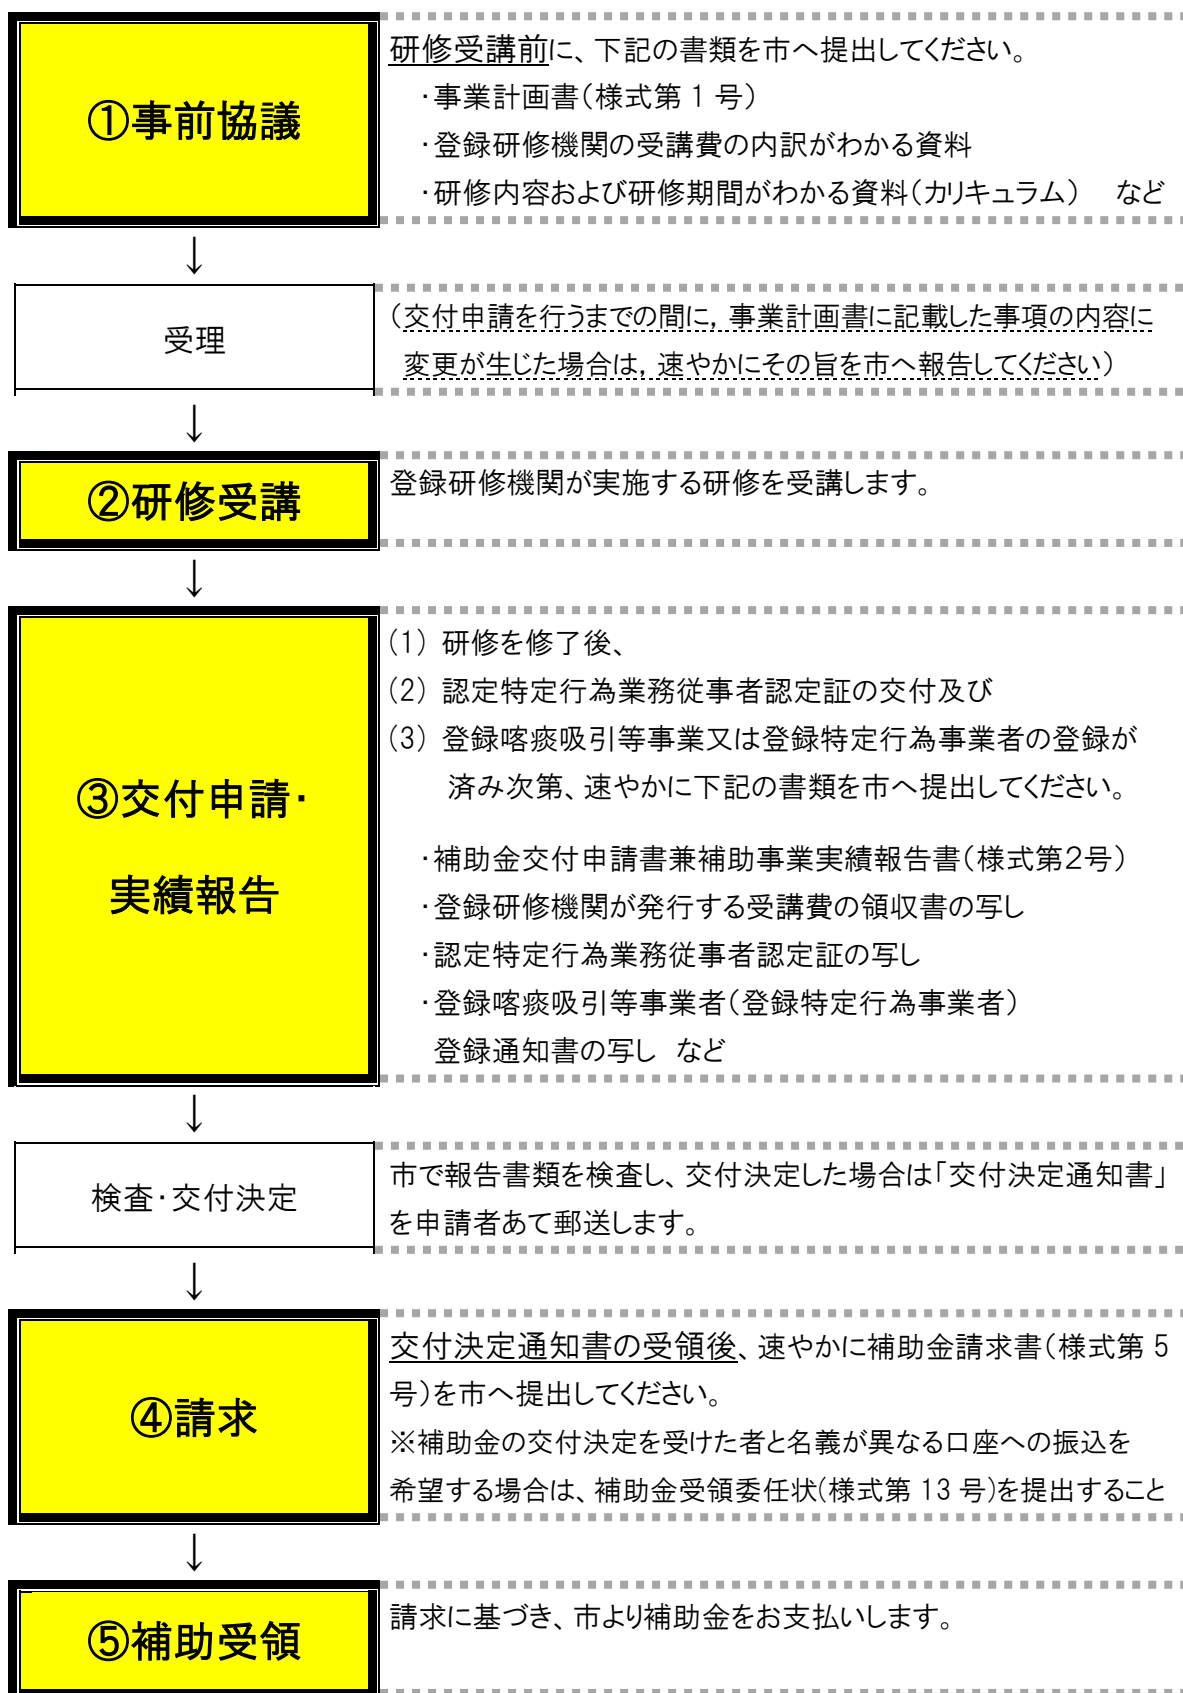 ①事前協議
研修受講前に、下記の書類を市へ提出してください。
・事業計画書(様式第 1 号)
・登録研修機関の受講費の内訳がわかる資料
・研修内容および研修期間がわかる資料(カリキュラム)　など
↓
受理
(交付申請を行うまでの間に, 事業計画書に記載した事項の内容に
変更が生じた場合は, 速やかにその旨を市へ報告してください)
↓
②研修受講
登録研修機関が実施する研修を受講します。
↓
③交付申請・
実績報告
(1) 研修を修了後、
(2) 認定特定行為業務従事者認定証の交付及び
(3) 登録喀痰吸引等事業又は登録特定行為事業者の登録が
済み次第、速やかに下記の書類を市へ提出してください。
・補助金交付申請書兼補助事業実績報告書(様式第2号)
・登録研修機関が発行する受講費の領収書の写し
・認定特定行為業務従事者認定証の写し
・登録喀痰吸引等事業者(登録特定行為事業者)
登録通知書の写し　など
↓
検査・交付決定
市で報告書類を検査し、交付決定した場合は「交付決定通知書」
を申請者あて郵送します。
↓
④請求
交付決定通知書の受領後、速やかに補助金請求書(様式第 5
号)を市へ提出してください。
※補助金の交付決定を受けた者と名義が異なる口座への振込を
希望する場合は、補助金受領委任状(様式第 13 号)を提出すること
↓
⑤補助受領
請求に基づき、市より補助金をお支払いします。